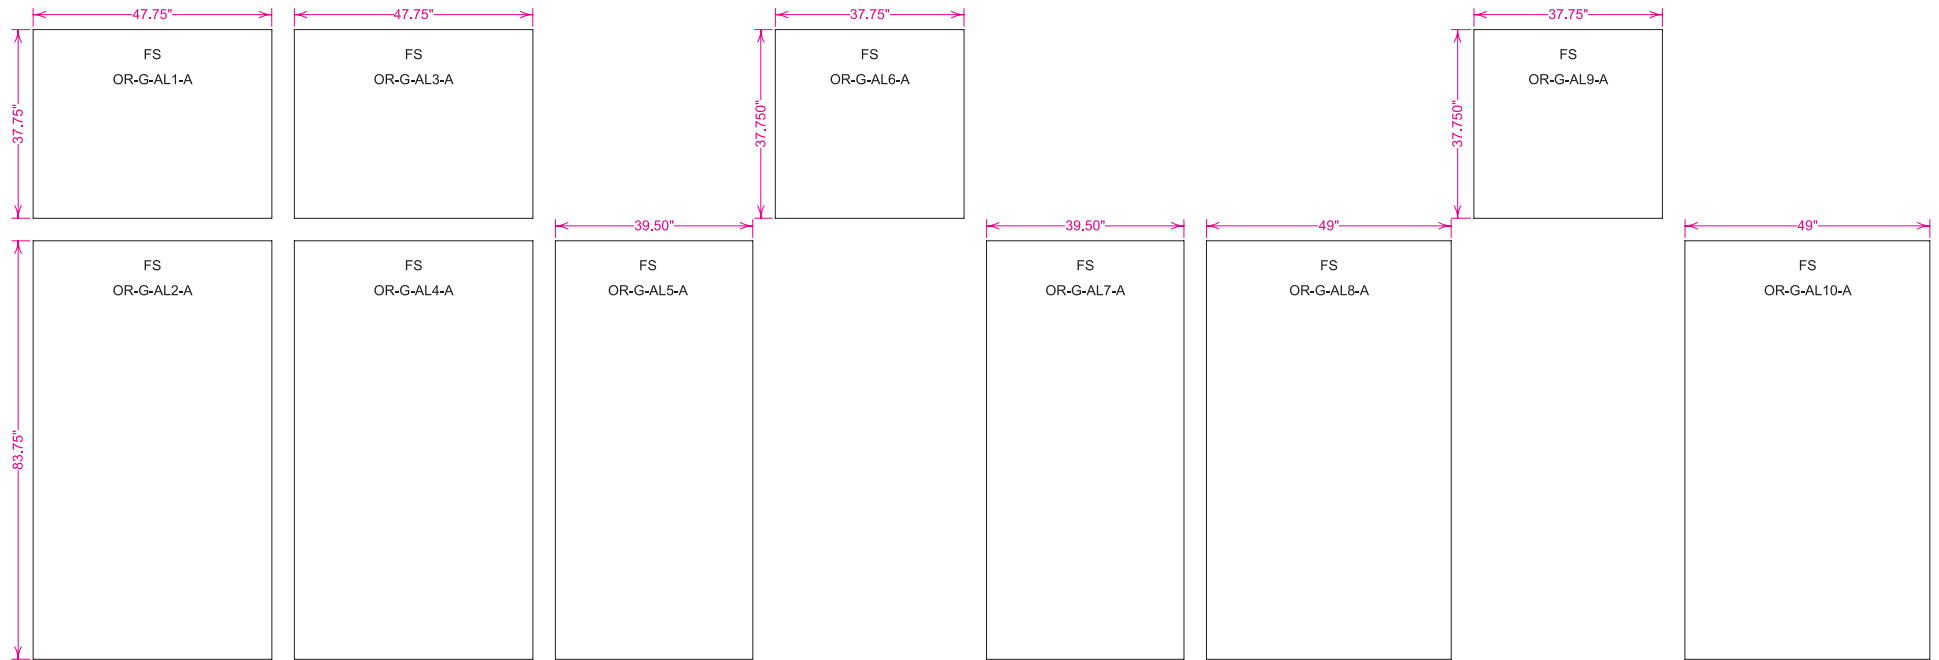 47.75"
47.75"
37.75"
37.75"
FS
OR-G-AL1-A
FS
OR-G-AL3-A
FS
OR-G-AL6-A
FS
OR-G-AL9-A
37.75"
37.750"
37.750"
39.50"
39.50"
49"
49"
FS
OR-G-AL2-A
FS
OR-G-AL4-A
FS
OR-G-AL5-A
FS
OR-G-AL7-A
FS
OR-G-AL8-A
FS
OR-G-AL10-A
83.75"